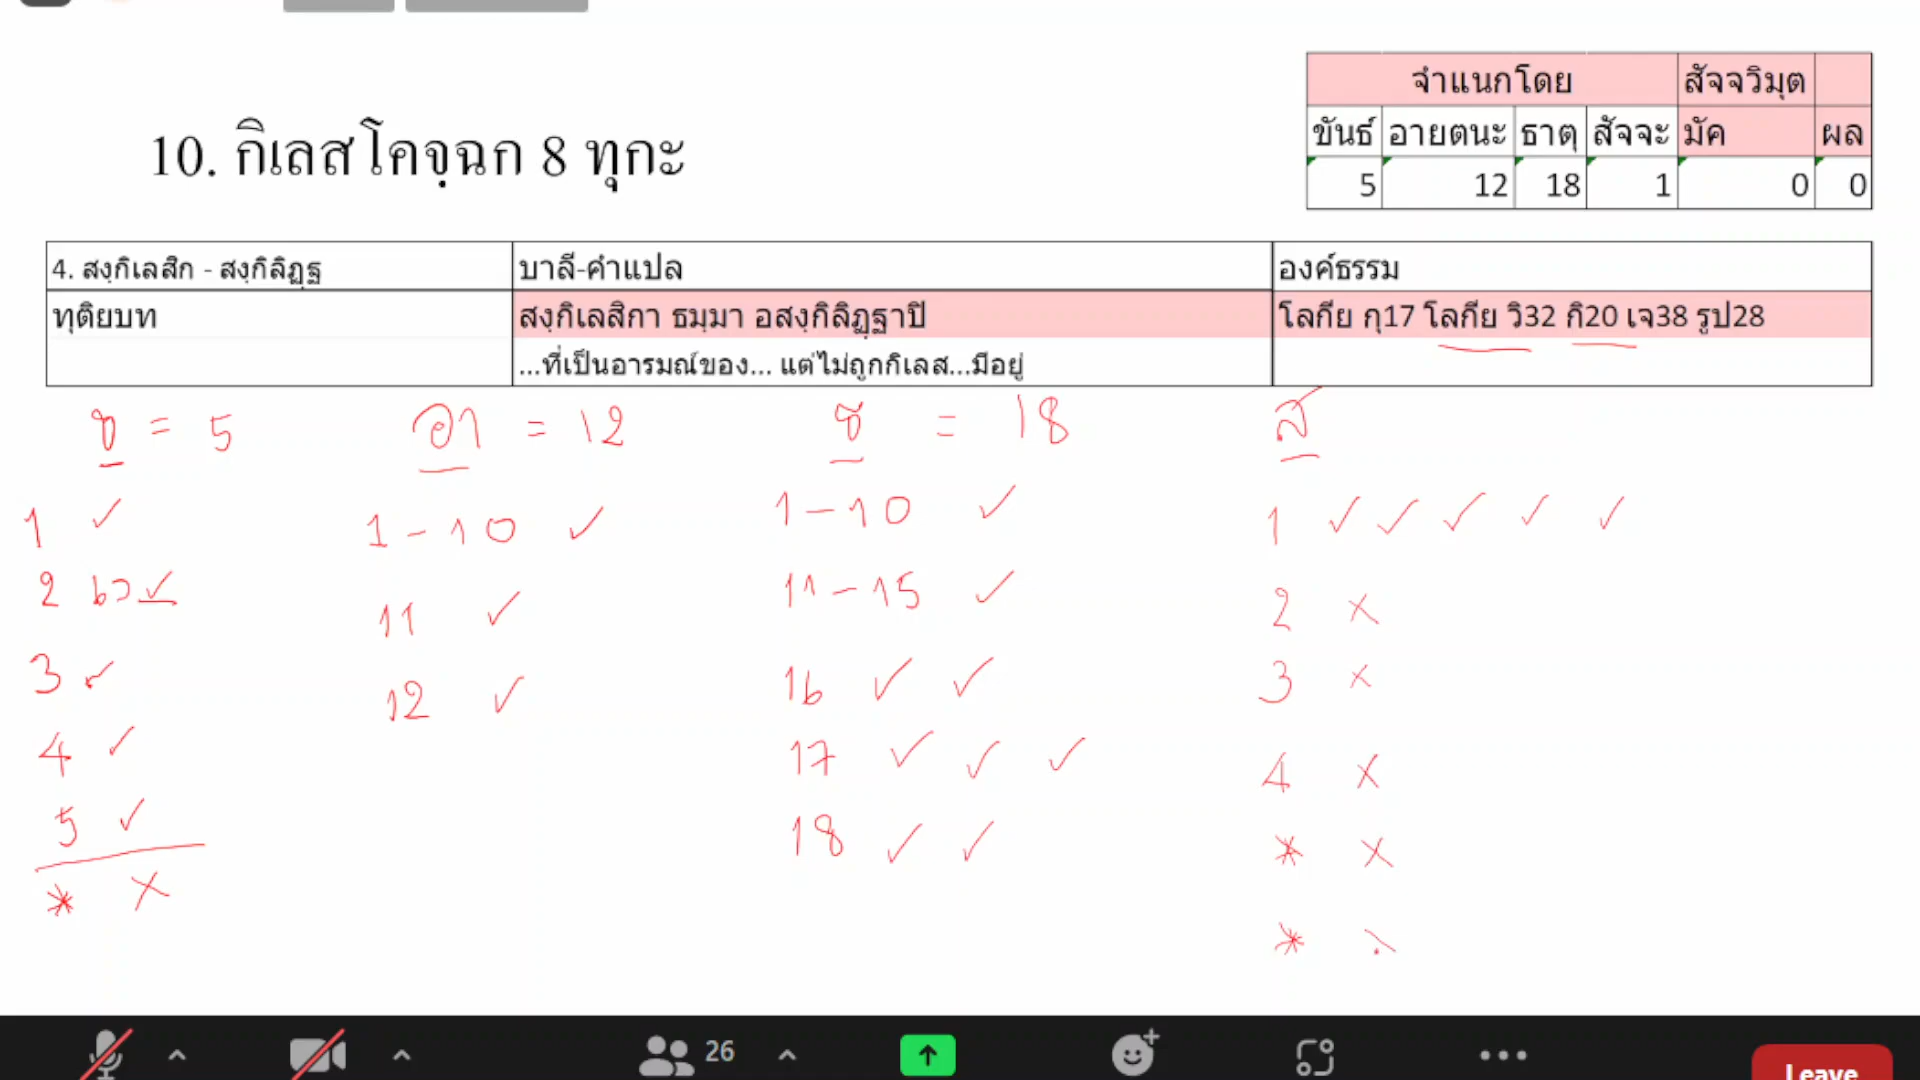 จำแนกโดย สัจจวิมุต
ขันธ์ อายตนะ ธาตุ สัจจะ มัค ผล
5 12 18 1 0 0
10. กิเลสโคจฺฉก 8 ทุกะ
4. สงฺกิเลสิก - สงฺกิลิฏฺฐ บาลี-คำแปล องค์ธรรม
ทุติยบท สงฺกิเลสิกา ธมฺมา อสงฺกิลิฏฺฐาปิ โลกีย กุ17 โลกีย วิ32 กิ20 เจ38 รูป28
...ที่เป็นอารมณ์ของ... แต่ไม่ถูกกิเลส...มีอยู่
ข = 5 อา = 12 ธ = 18 ส
1 ✓ 1-10 ✓ 1-10 ✓ 1 ✓ ✓ ✓ ✓ ✓
2 ✓ 11 ✓ 11-15 ✓ 2 ×
3 ✓ 12 ✓ 16 ✓ ✓ 3 ×
4 ✓ 17 ✓ ✓ ✓ 4 ×
5 ✓ 18 ✓ ✓ * ×
* × *
26
Leave